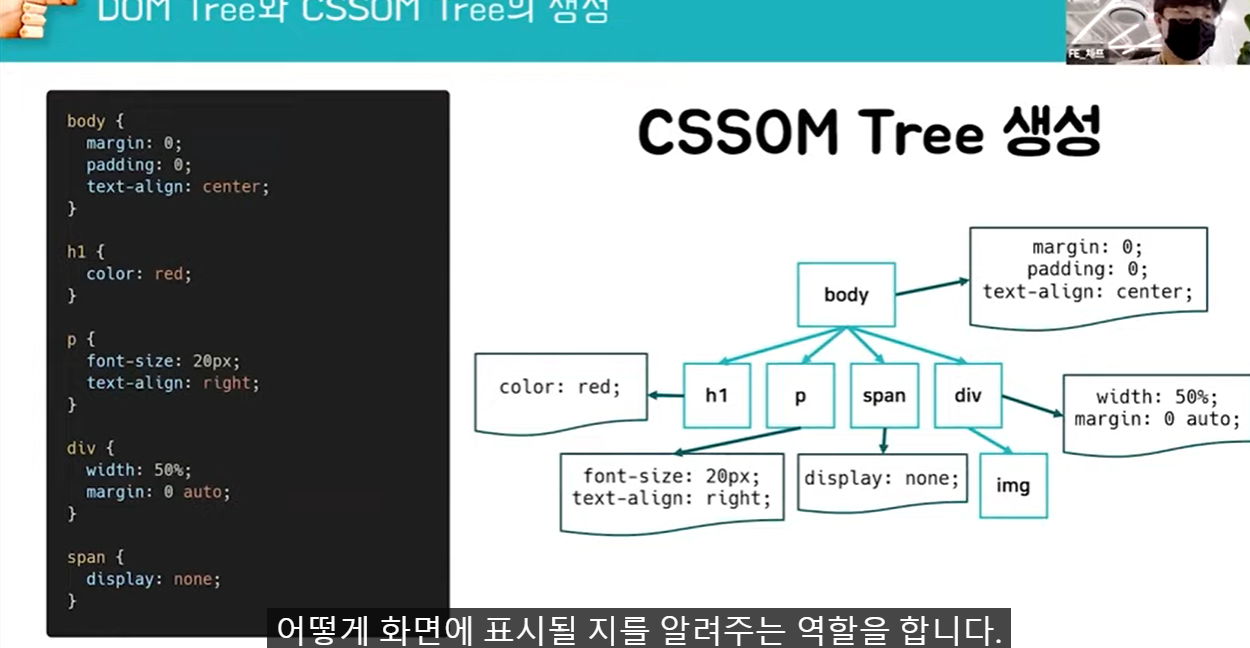 DOM Tree와 CSSOM Tree의 생성
FE_체프
body {
margin: 0;
padding: 0;
text-align: center;
}
h1 {
color: red;
}
p {
font-size: 20px;
text-align: right;
}
div {
width: 50%;
margin: 0 auto;
}
span {
display: none;
}
CSSOM Tree 생성
margin: 0;
padding: 0;
text-align: center;
body
color: red;
h1
p
span
div
width: 50%;
margin: 0 auto;
font-size: 20px;
text-align: right;
display: none;
img
어떻게 화면에 표시될 지를 알려주는 역할을 합니다.